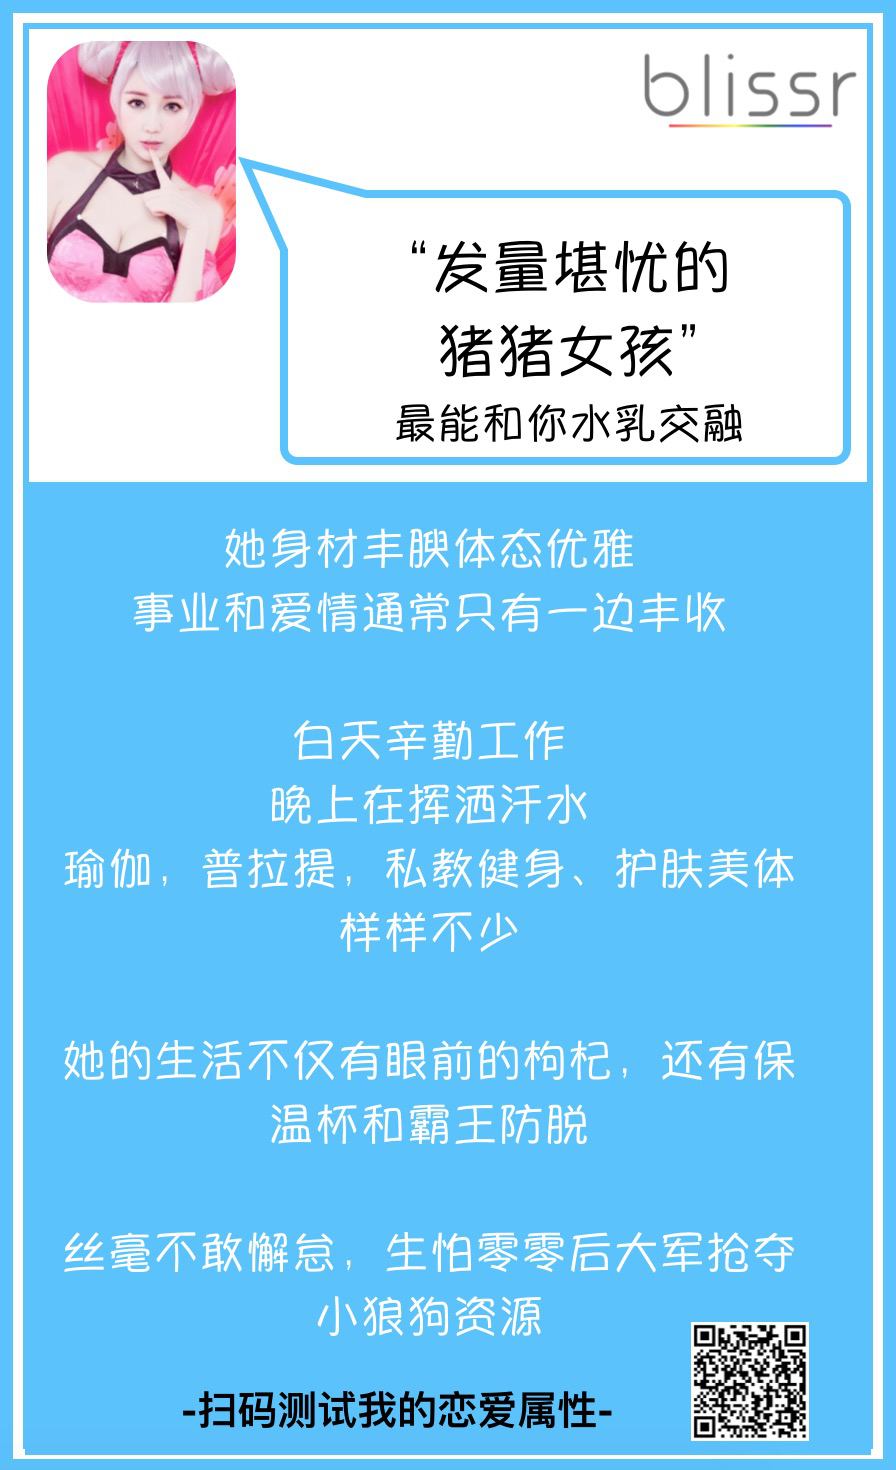 blissr
“发量堪忧的
猪猪女孩”
最能和你水乳交融
她身材丰腴体态优雅
事业和爱情通常只有一边丰收
白天辛勤工作
晚上在挥洒汗水
瑜伽，普拉提，私教健身、护肤美体
样样不少
她的生活不仅有眼前的枸杞，还有保
温杯和霸王防脱
丝毫不敢懈怠，生怕零零后大军抢夺
小狼狗资源
-扫码测试我的恋爱属性-